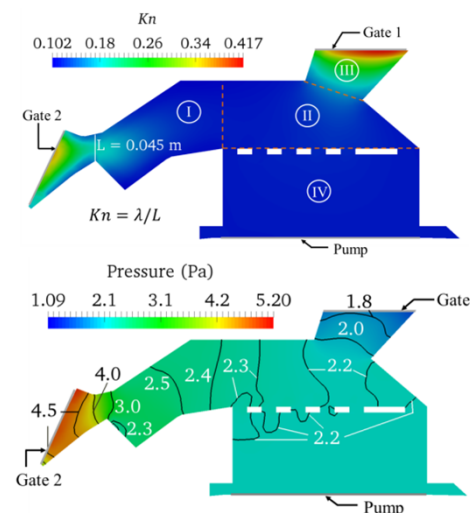 Kn
0.102 0.18 0.26 0.34 0.417
Gate 1
III
I
II
Gate 2
L = 0.045 m
IV
Kn = λ/L
Pump
Pressure (Pa)
1.09 2.1 3.1 4.2 5.20
1.8
Gate
2.0
2.3
2.2
4.0
2.5
2.4
4.5
3.0
2.3
2.2
Gate 2
Pump